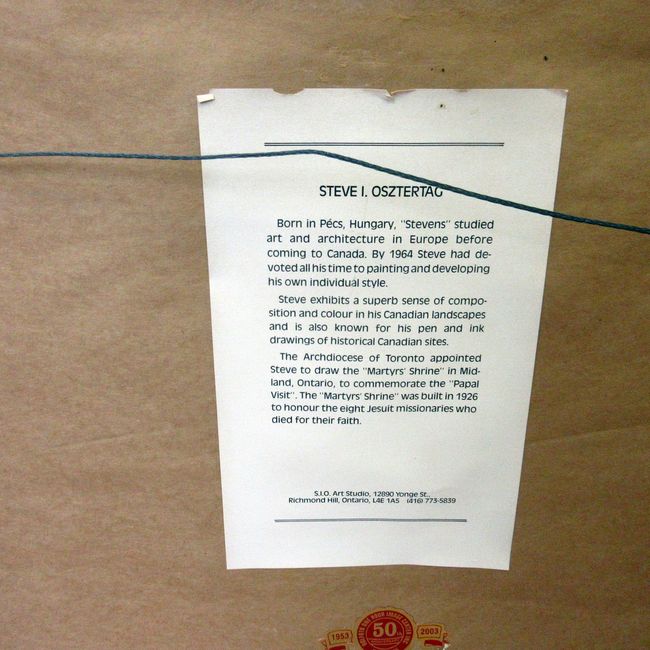 STEVE I. OSZTERTAG
Born in Pécs, Hungary, "Stevens" studied
art and architecture in Europe before
coming to Canada. By 1964 Steve had de-
voted all his time to painting and developing
his own individual style.
Steve exhibits a superb sense of compo-
sition and colour in his Canadian landscapes
and is also known for his pen and ink
drawings of historical Canadian sites.
The Archdiocese of Toronto appointed
Steve to draw the "Martyrs' Shrine" in Mid-
land, Ontario, to commemorate the "Papal
Visit". The "Martyrs' Shrine" was built in 1926
to honour the eight Jesuit missionaries who
died for their faith.
S.I.O. Art Studio, 12890 Yonge St.,
Richmond Hill, Ontario, L4E 1A5 (416) 773-5839
1953 50 2003